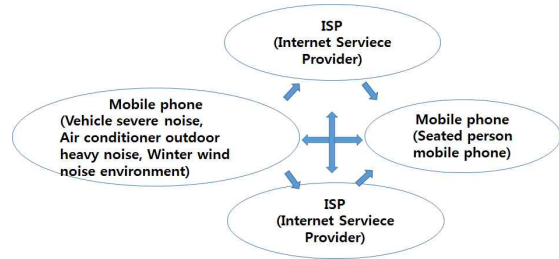 ISP
(Internet Serviece
Provider)
Mobile phone
(Vehicle severe noise,
Air conditioner outdoor
heavy noise, Winter wind
noise environment)
Mobile phone
(Seated person
mobile phone)
ISP
(Internet Serviece
Provider)